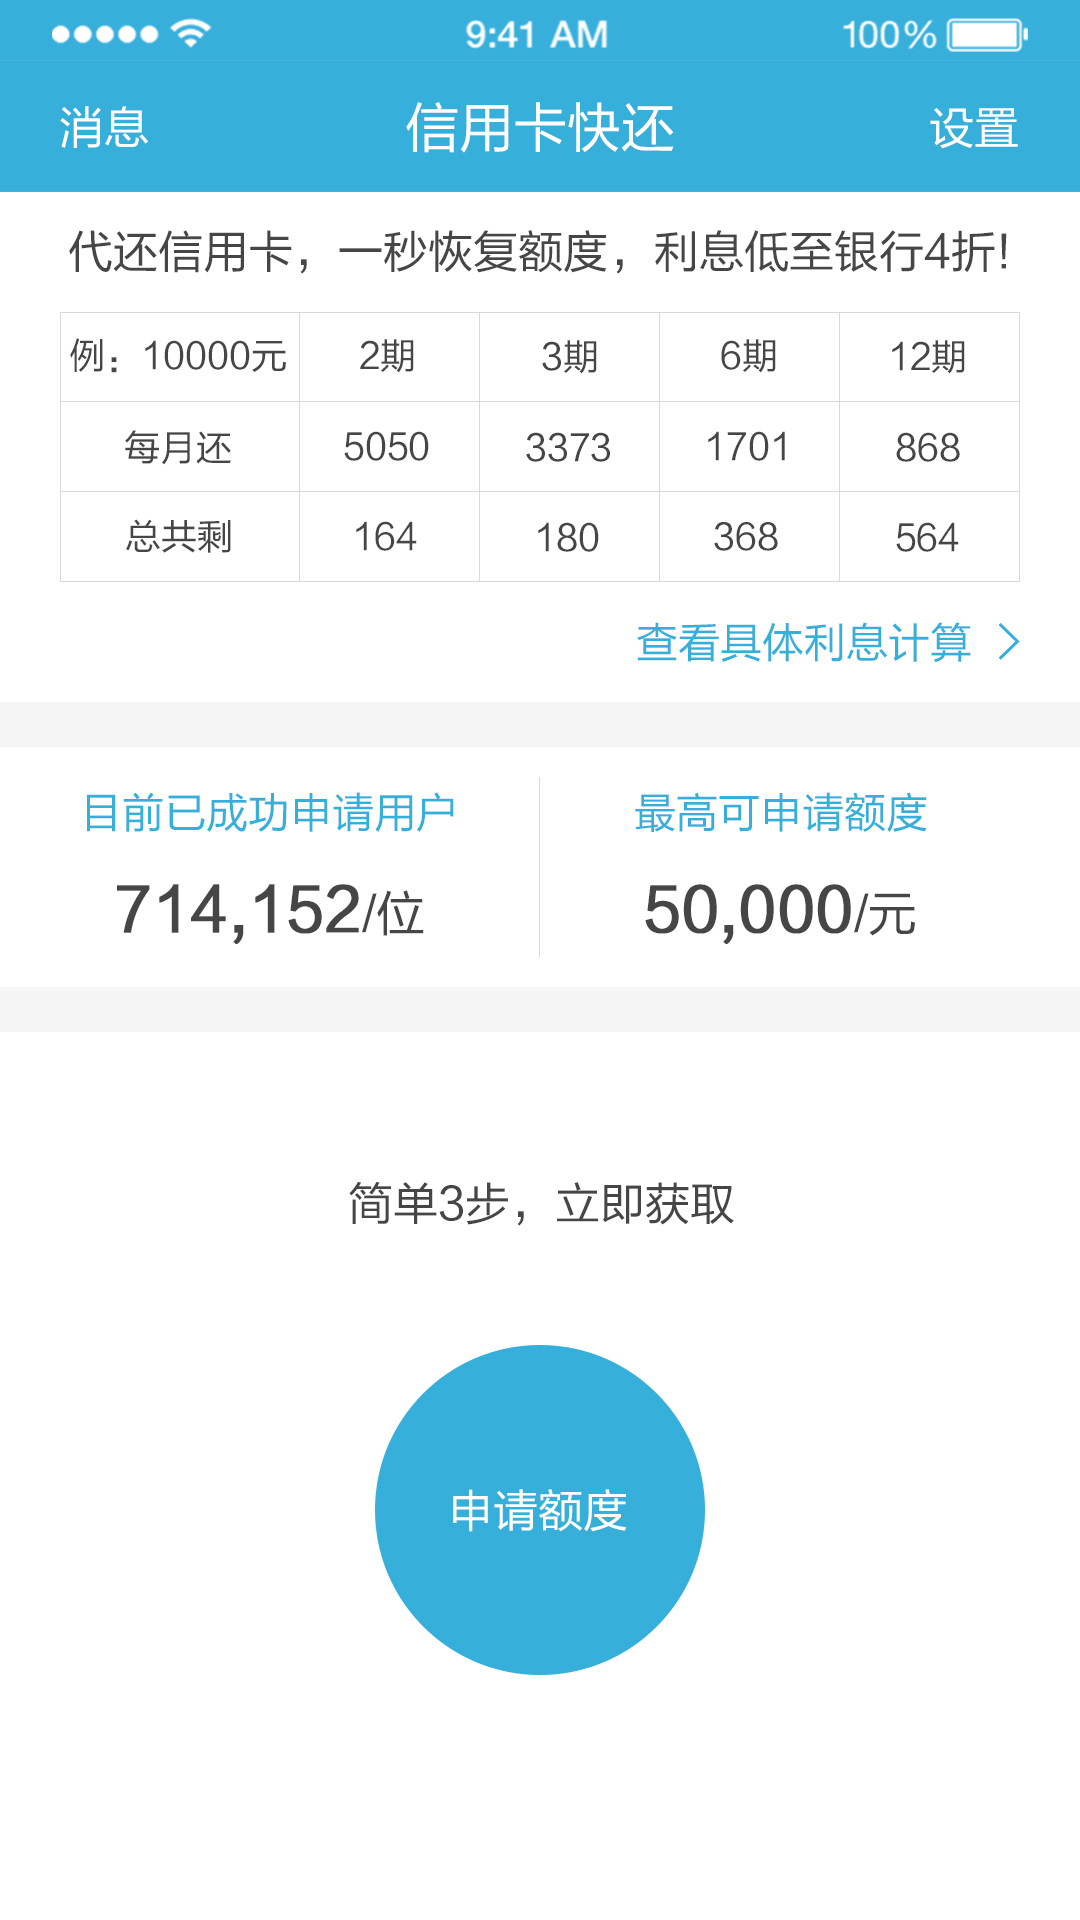 9:41 AM 100%
消息 信用卡快还 设置
代还信用卡，一秒恢复额度，利息低至银行4折!
例：10000元 2期 3期 6期 12期
每月还 5050 3373 1701 868
总共剩 164 180 368 564
查看具体利息计算
目前已成功申请用户 最高可申请额度
714,152/位 50,000/元
简单3步，立即获取
申请额度